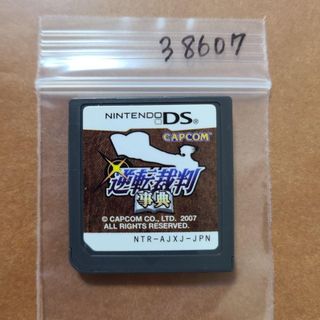 38607
NINTENDO DS
CAPCOM
逆転裁判
事典
© CAPCOM CO., LTD. 2007
ALL RIGHTS RESERVED.
NTR-AJXJ-JPN